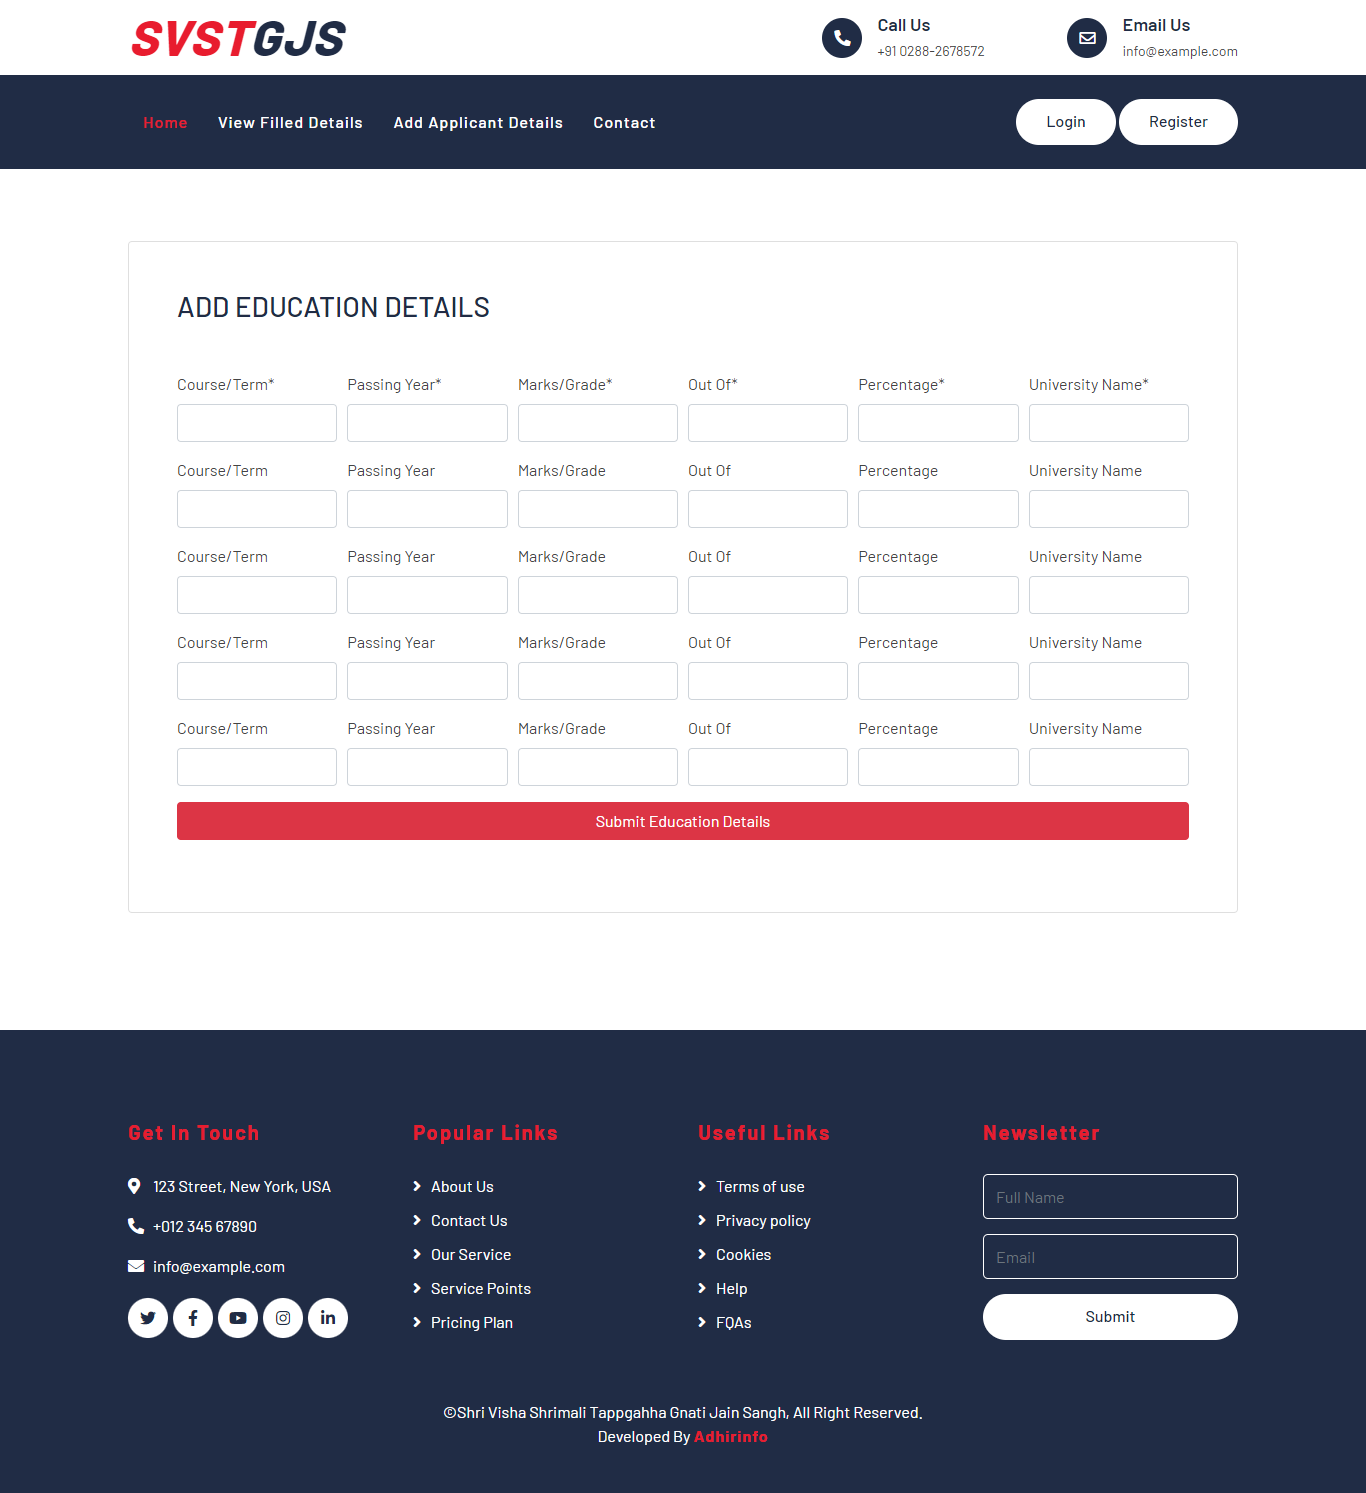 SVSTGJS
Call Us
+91 0288-2678572
Email Us
info@example.com
Home
View Filled Details
Add Applicant Details
Contact
Login
Register
ADD EDUCATION DETAILS
Course/Term* Passing Year* Marks/Grade* Out Of* Percentage* University Name*
Course/Term Passing Year Marks/Grade Out Of Percentage University Name
Course/Term Passing Year Marks/Grade Out Of Percentage University Name
Course/Term Passing Year Marks/Grade Out Of Percentage University Name
Course/Term Passing Year Marks/Grade Out Of Percentage University Name
Submit Education Details
Get In Touch
123 Street, New York, USA
+012 345 67890
info@example.com
Popular Links
About Us
Contact Us
Our Service
Service Points
Pricing Plan
Useful Links
Terms of use
Privacy policy
Cookies
Help
FQAs
Newsletter
Full Name
Email
Submit
©Shri Visha Shrimali Tappgahha Gnati Jain Sangh, All Right Reserved.
Developed By Adhirinfo